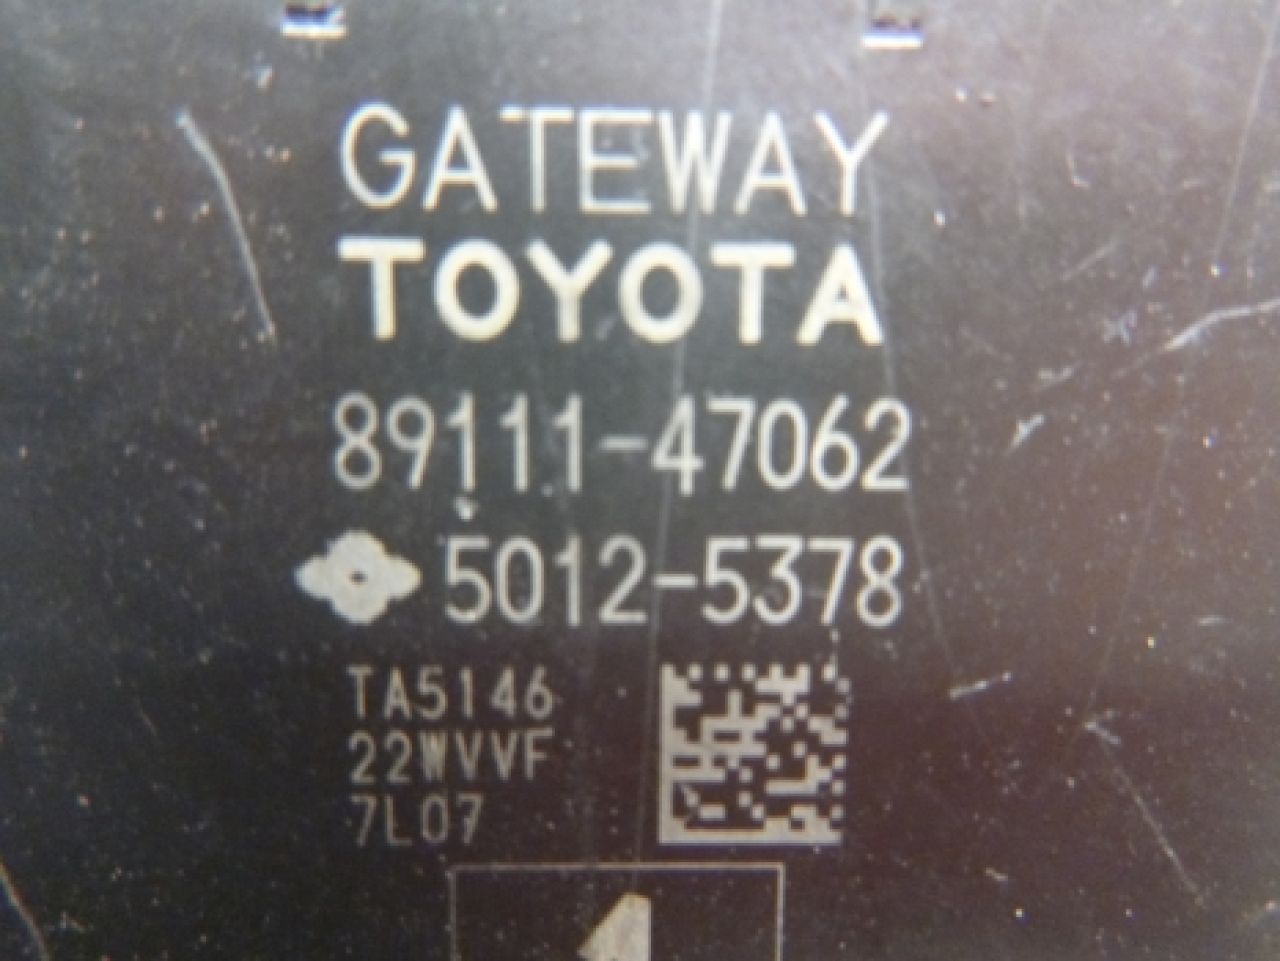 GATEWAY
TOYOTA
89111-47062
5012-5378
TA5146
22WVVF
7L07